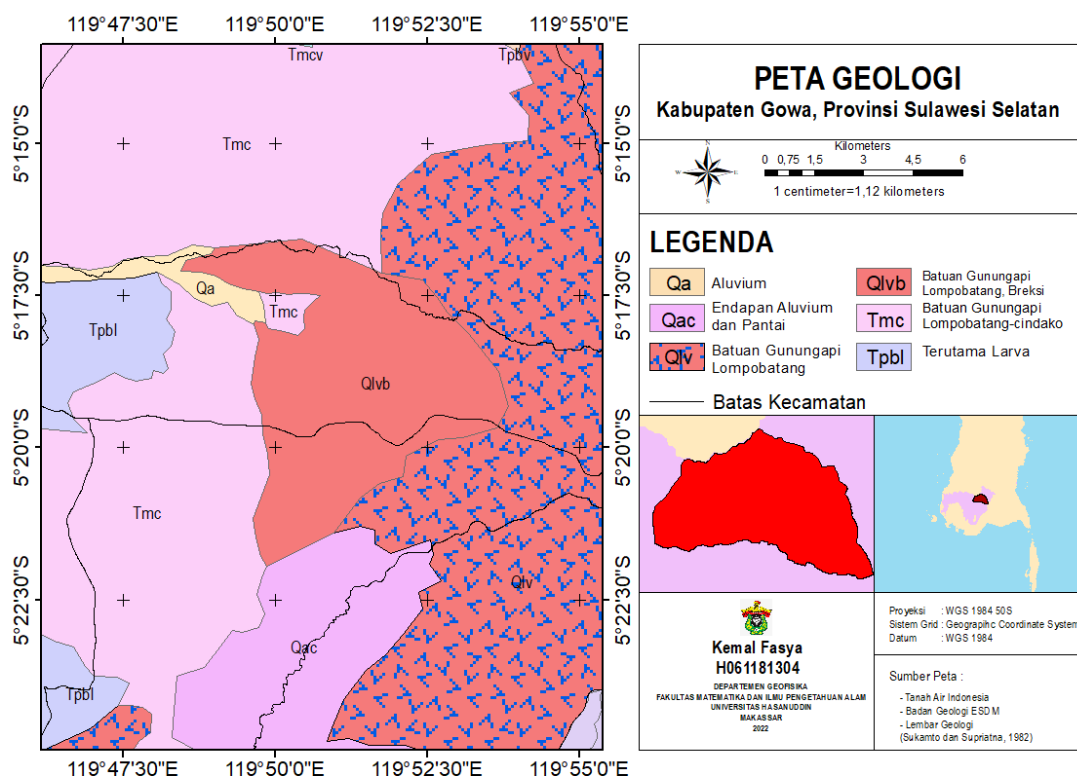 119°47'30"E 119°50'0"E 119°52'30"E 119°55'0"E
5°15'0"S 5°15'0"S
5°17'30"S 5°17'30"S
5°20'0"S 5°20'0"S
5°22'30"S 5°22'30"S
Tmcv Tpbv
Tmc
Qa
Tmc
Tpbl
Qlvb
Tmc
Qlv
Qac
Tpbl
119°47'30"E 119°50'0"E 119°52'30"E 119°55'0"E
PETA GEOLOGI
Kabupaten Gowa, Provinsi Sulawesi Selatan
N
W E
S
Kilometers
0 0,75 1,5 3 4,5 6
1 centimeter=1,12 kilometers
LEGENDA
Qa Aluvium
Qac Endapan Aluvium
dan Pantai
Qlv Batuan Gunungapi
Lompobatang
Qlvb Batuan Gunungapi
Lompobatang, Breksi
Tmc Batuan Gunungapi
Lompobatang-cindako
Tpbl Terutama Larva
Batas Kecamatan
Kemal Fasya
H061181304
DEPARTEMEN GEOFISIKA
FAKULTAS MATEMATIKA DAN ILMU PENGETAHUAN ALAM
UNIVERSITAS HASANUDDIN
MAKASSAR
2022
Proyeksi : WGS 1984 50S
Sistem Grid : Geograpihc Coordinate System
Datum : WGS 1984
Sumber Peta :
- Tanah Air Indonesia
- Badan Geologi ESDM
- Lembar Geologi
(Sukamto dan Supriatna, 1982)